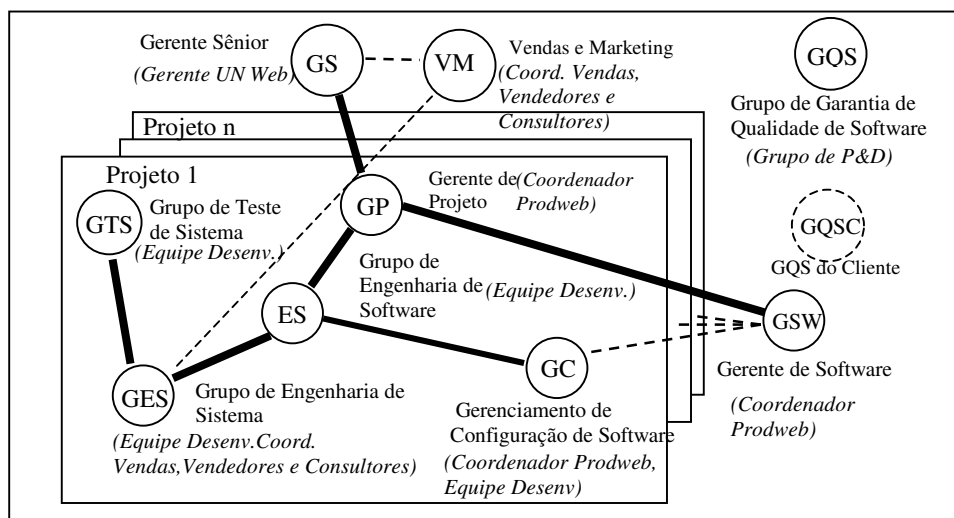 Gerente Sênior
(Gerente UN Web)
GS
VM
Vendas e Marketing
(Coord. Vendas,
Vendedores e
Consultores)
GQS
Grupo de Garantia de
Qualidade de Software
(Grupo de P&D)
Projeto n
Projeto 1
GTS
Grupo de Teste
de Sistema
(Equipe Desenv.)
GP
Gerente de (Coordenador
Projeto Prodweb)
GQSC
GQS do Cliente
Grupo de
Engenharia de (Equipe Desenv.)
Software
ES
GSW
Gerente de Software
(Coordenador
Prodweb)
GES
Grupo de Engenharia de
Sistema
(Equipe Desenv.Coord.
Vendas,Vendedores e Consultores)
GC
Gerenciamento de
Configuração de Software
(Coordenador Prodweb,
Equipe Desenv)